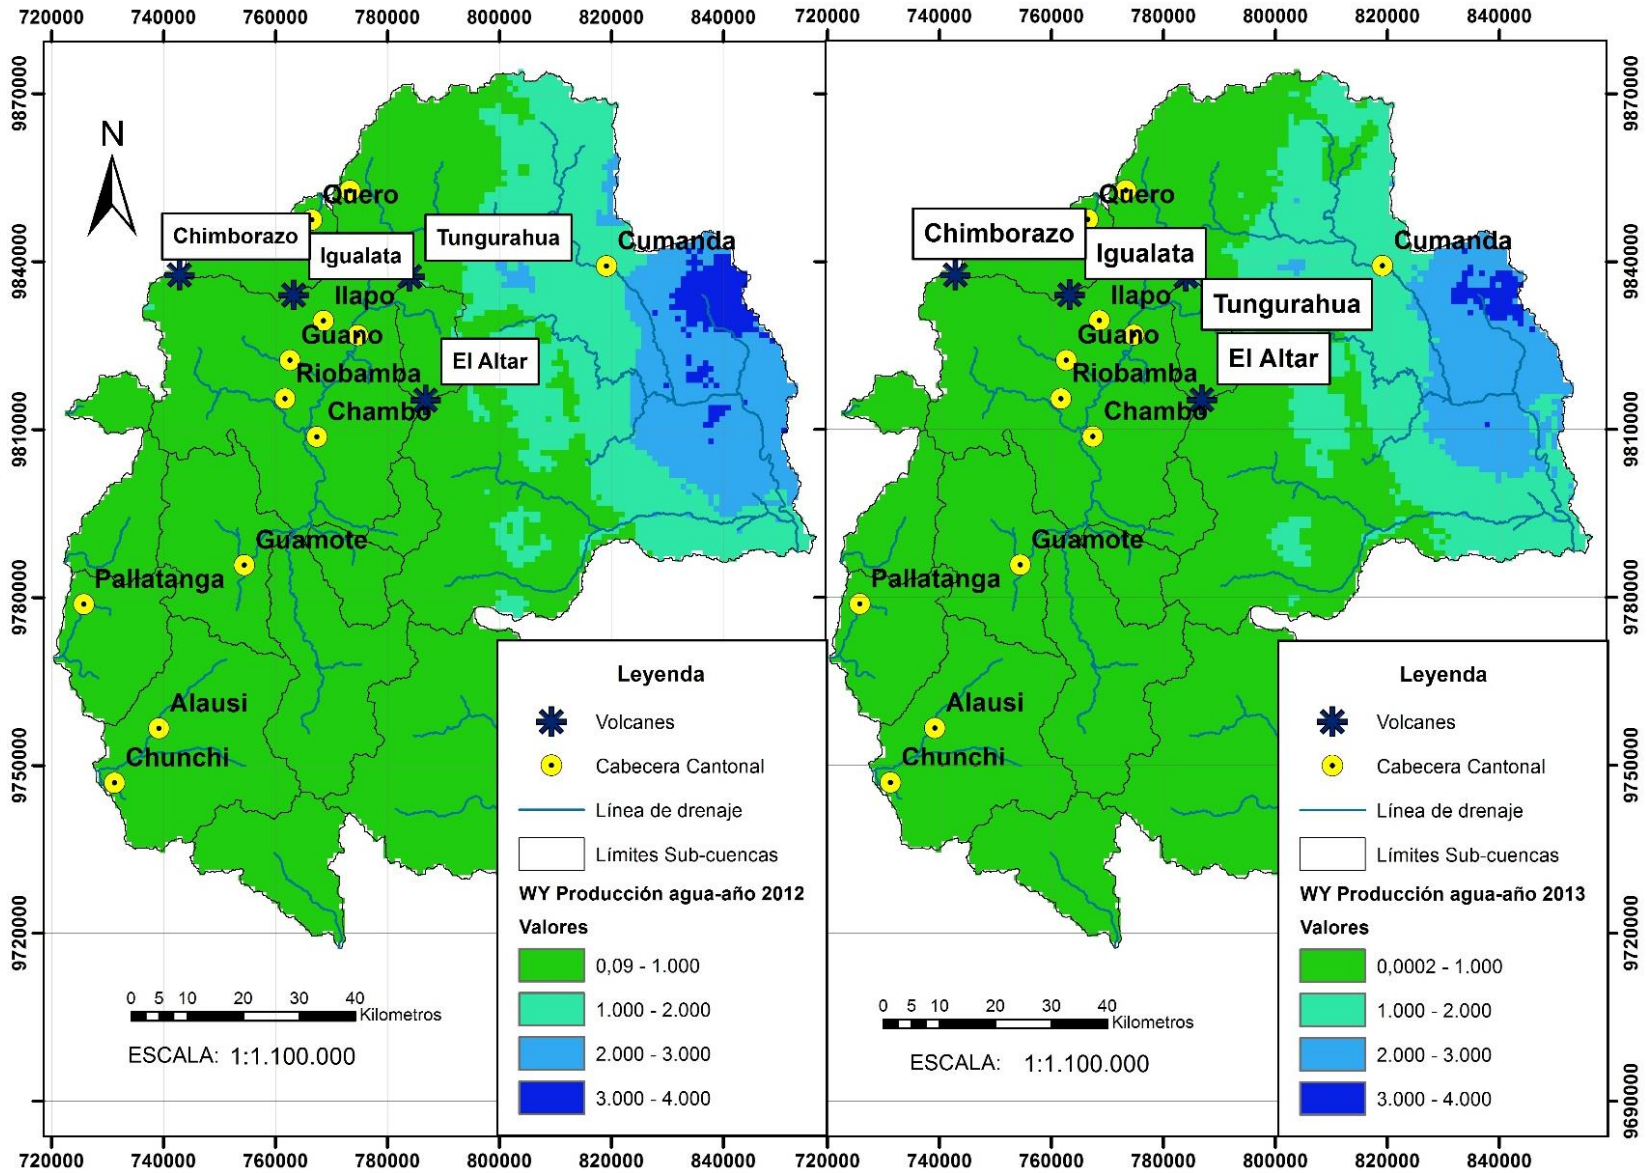 720000 740000 760000 780000 800000 820000 840000 720000 740000 760000 780000 800000 820000 840000
9870000
9840000
9810000
9780000
9750000
9720000
N
Quero
Chimborazo
Igualata
Tungurahua
Cumanda
Ilapo
Guano
El Altar
Riobamba
Chambo
Guamote
Pallatanga
Alausi
Chunchi
0 5 10 20 30 40
Kilometros
ESCALA: 1:1.100.000
Leyenda
Volcanes
Cabecera Cantonal
Línea de drenaje
Límites Sub-cuencas
WY Producción agua-año 2012
Valores
0,09 - 1.000
1.000 - 2.000
2.000 - 3.000
3.000 - 4.000
Quero
Chimborazo
Igualata
Cumanda
Ilapo
Tungurahua
Guano
El Altar
Riobamba
Chambo
Guamote
Pallatanga
Alausi
Chunchi
0 5 10 20 30 40
Kilometros
ESCALA: 1:1.100.000
Leyenda
Volcanes
Cabecera Cantonal
Línea de drenaje
Límites Sub-cuencas
WY Producción agua-año 2013
Valores
0,0002 - 1.000
1.000 - 2.000
2.000 - 3.000
3.000 - 4.000
9870000
9840000
9810000
9780000
9750000
9720000
9690000
720000 740000 760000 780000 800000 820000 840000 720000 740000 760000 780000 800000 820000 840000